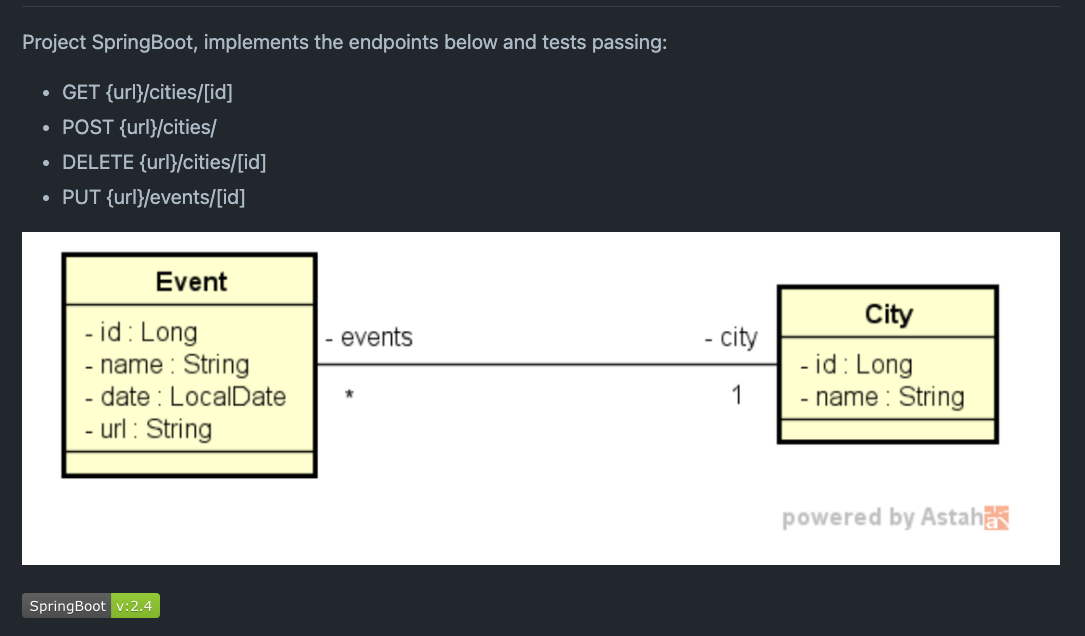 Project SpringBoot, implements the endpoints below and tests passing:
GET {url}/cities/[id]
POST {url}/cities/
DELETE {url}/cities/[id]
PUT {url}/events/[id]
Event
- id : Long
- name : String
- date : LocalDate
- url : String
- events
*
- city
1
City
- id : Long
- name : String
powered by Astah
SpringBoot v:2.4